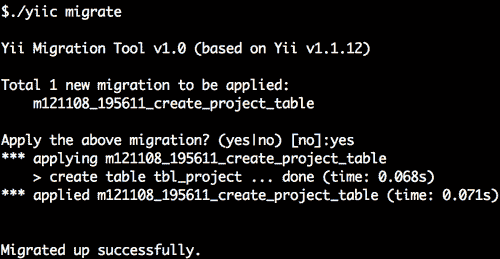 $./yiic migrate
Yii Migration Tool v1.0 (based on Yii v1.1.12)
Total 1 new migration to be applied:
    m121108_195611_create_project_table
Apply the above migration? (yes|no) [no]:yes
*** applying m121108_195611_create_project_table
    > create table tbl_project ... done (time: 0.068s)
*** applied m121108_195611_create_project_table (time: 0.071s)
Migrated up successfully.